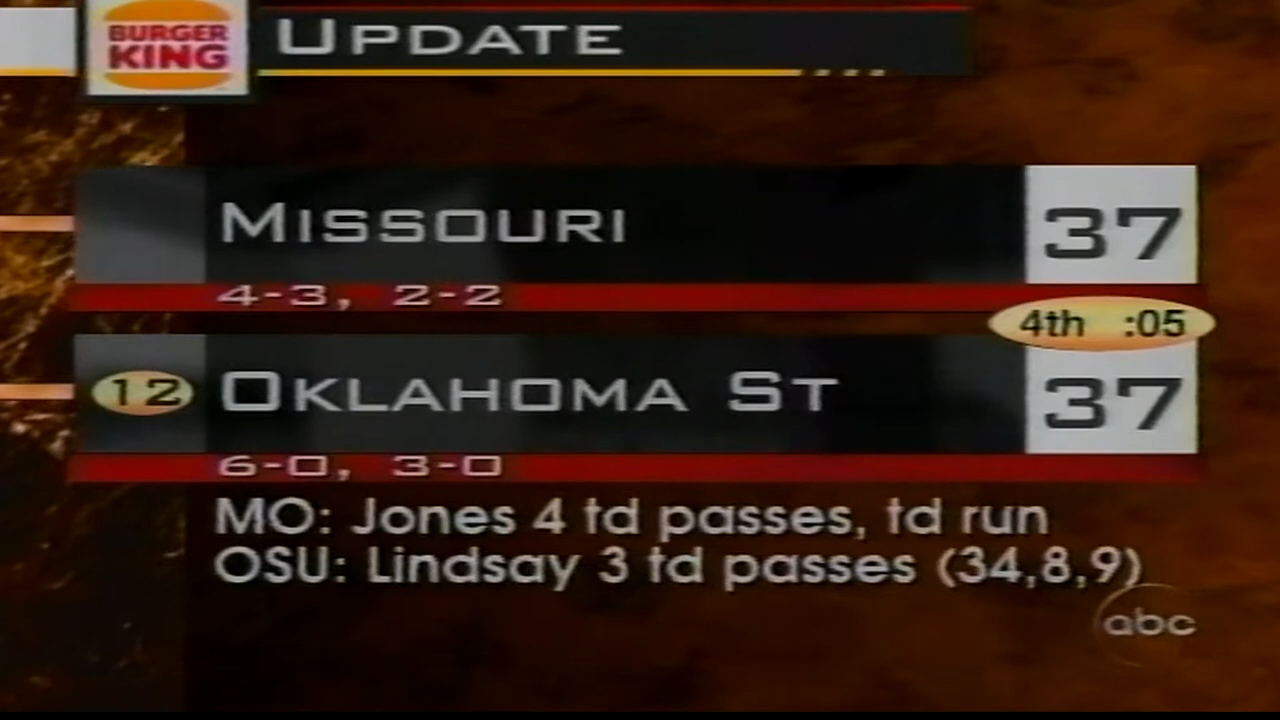 BURGER KING
UPDATE
MISSOURI 37
4-3, 2-2
4th :05
12 OKLAHOMA ST 37
6-0, 3-0
MO: Jones 4 td passes, td run
OSU: Lindsay 3 td passes (34,8,9)
abc